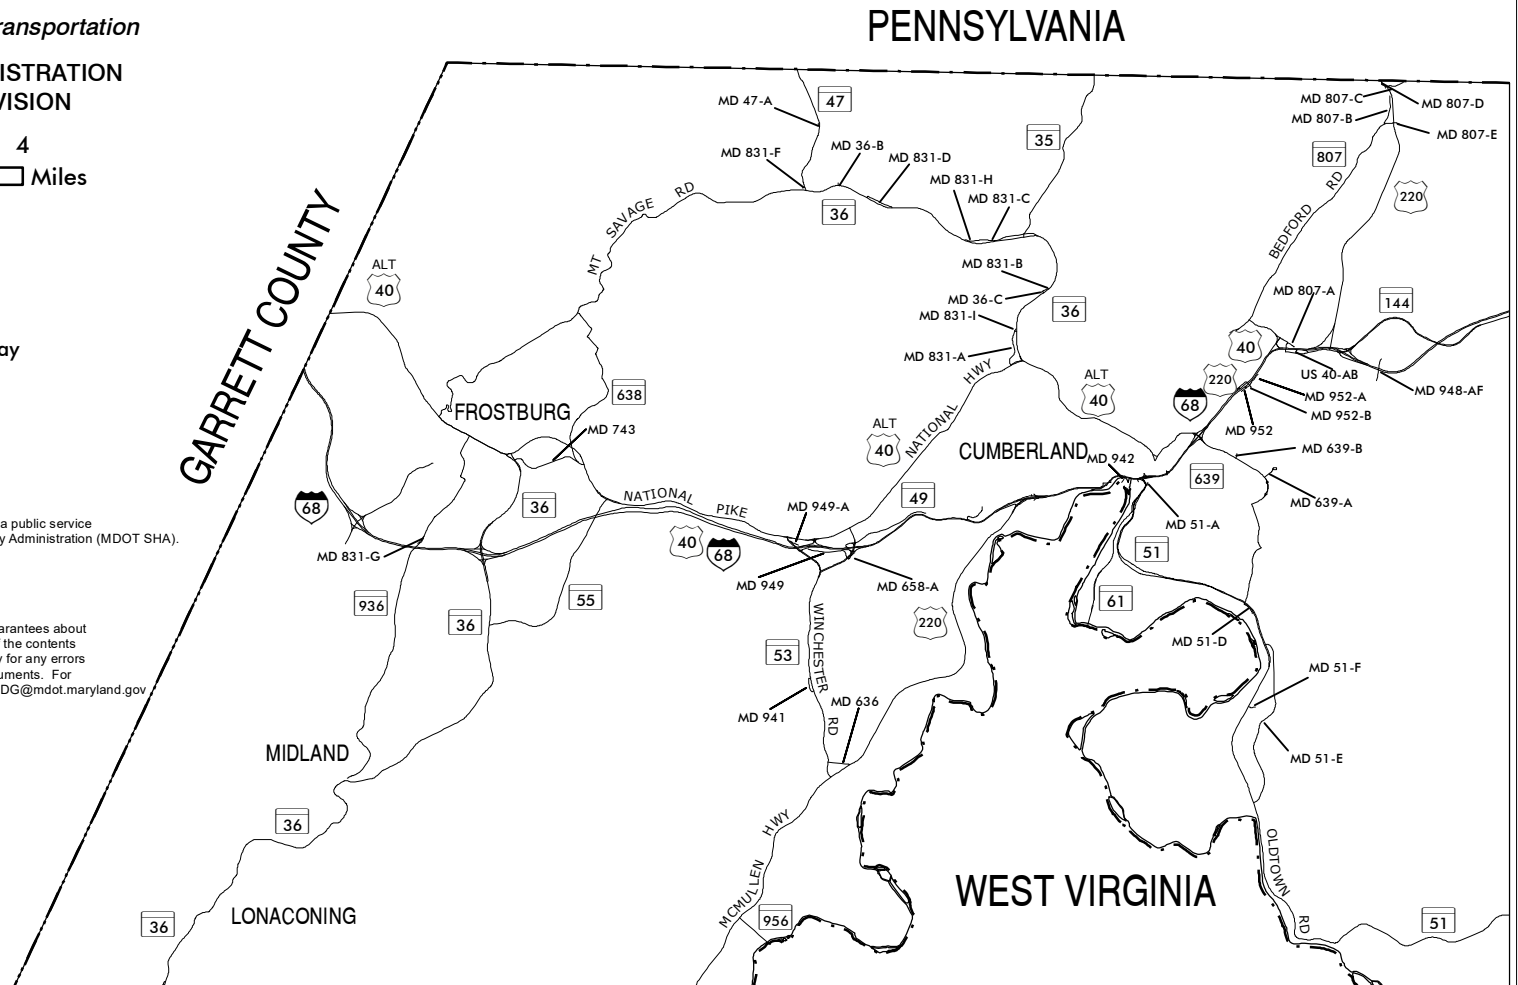 ransportation
ISTRATION
VISION
4
Miles
PENNSYLVANIA
GARRETT COUNTY
ay
a public service
y Administration (MDOT SHA).
arantees about
f the contents
y for any errors
uments. For
DG@mdot.maryland.gov
MD 47-A
47
MD 831-F
MD 36-B
MD 831-D
MD 831-H
MD 831-C
35
36
MT SAVAGE RD
MD 807-C
MD 807-B
MD 807-D
MD 807-E
807
220
BEDFORD RD
ALT
40
MD 831-B
MD 36-C
MD 831-I
36
MD 831-A
MD 807-A
144
40
US 40-AB
MD 948-AF
220
MD 952-A
MD 952-B
MD 952
68
638
FROSTBURG
MD 743
ALT
40
ALT
40
NATIONAL HWY
CUMBERLAND
MD 942
MD 639-B
639
MD 639-A
68
36
NATIONAL PIKE
MD 949-A
49
MD 51-A
MD 831-G
40
68
MD 949
MD 658-A
51
936
36
55
220
61
WINCHESTER RD
53
MD 51-D
MD 51-F
MD 941
MD 636
MD 51-E
MIDLAND
36
MCMULLEN HWY
OLDTOWN RD
WEST VIRGINIA
LONACONING
36
956
51